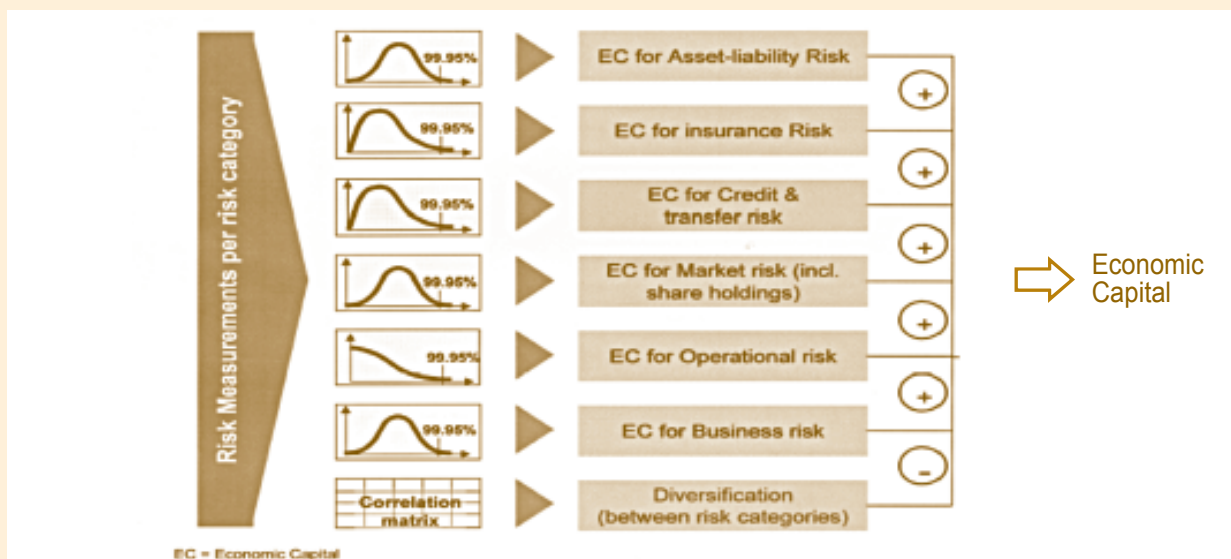 Risk Measurements per risk category
99.95%
EC for Asset-liability Risk
+
99.95%
EC for insurance Risk
+
99.95%
EC for Credit &
transfer risk
+
99.95%
EC for Market risk (incl.
share holdings)
+
99.95%
EC for Operational risk
+
99.95%
EC for Business risk
-
Correlation
matrix
Diversification
(between risk categories)
Economic
Capital
EC = Economic Capital